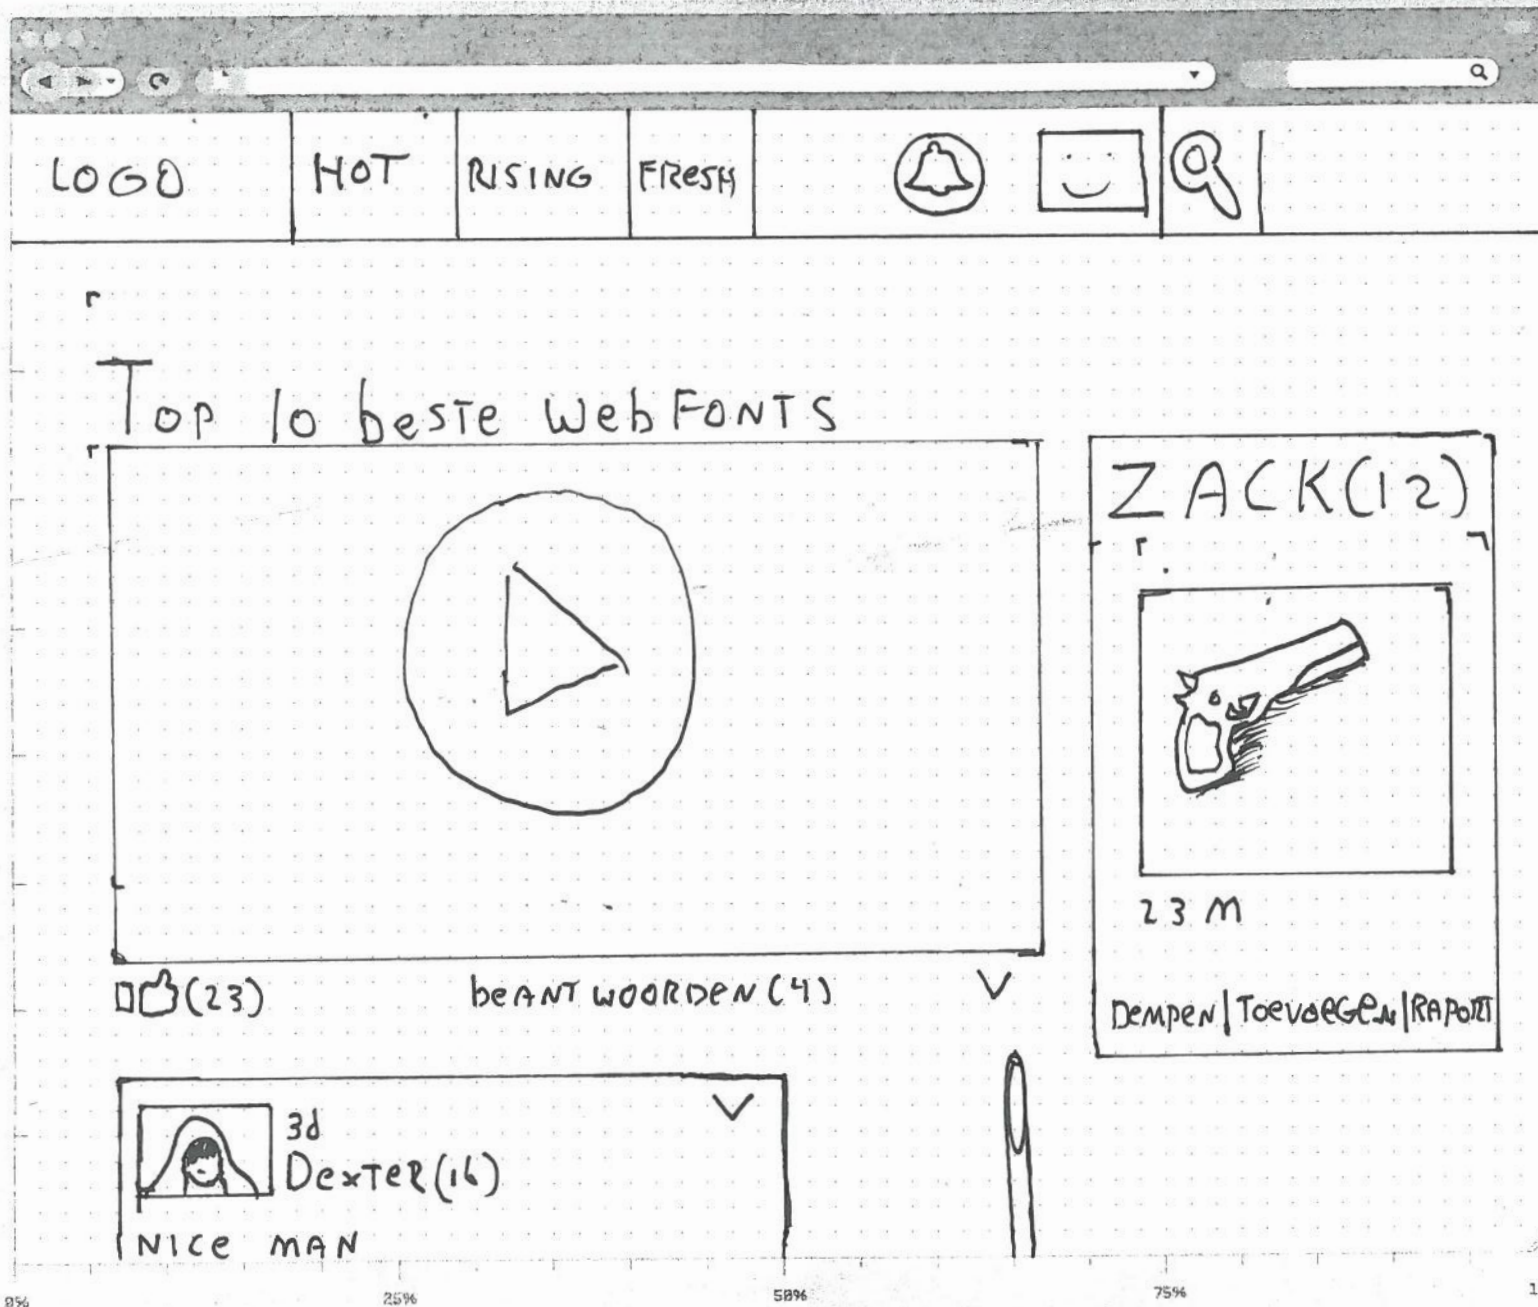 LOGO HOT RISING FRESH
Top 10 beste webfonts
ZACK(12)
23 M
Dempen|Toevoegen|RAPORT
(23) beantwoorden(4)
3d
Dexter(16)
Nice man
0% 25% 50% 75% 1